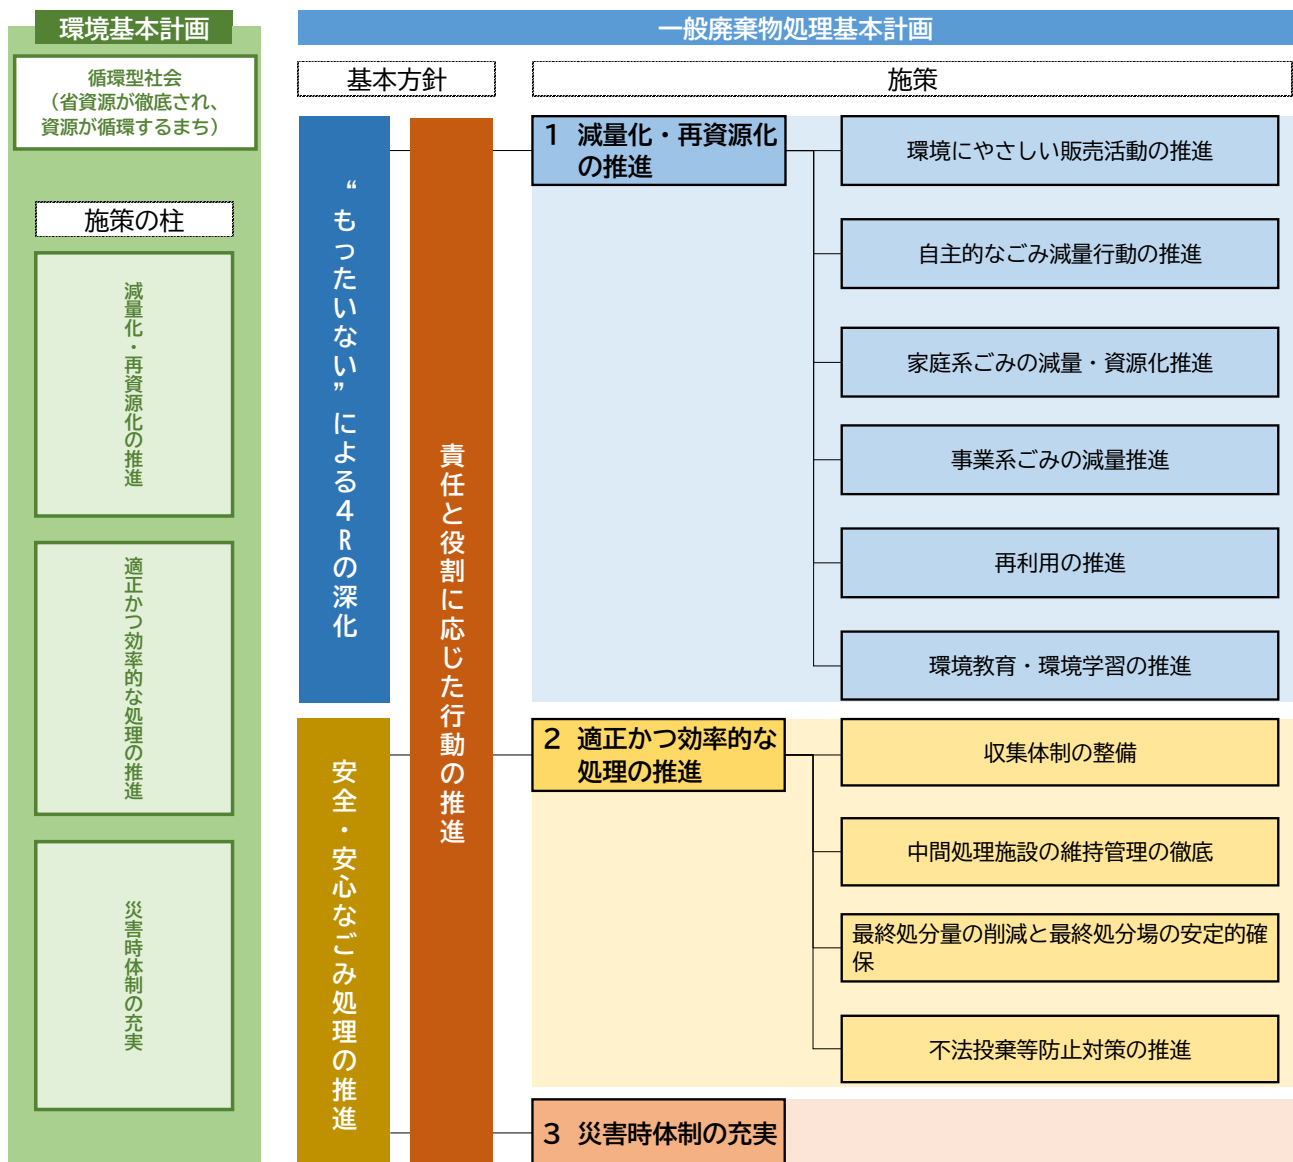 環境基本計画
循環型社会
（省資源が徹底され、
資源が循環するまち）
施策の柱
減量化・再資源化の推進
適正かつ効率的な処理の推進
災害時体制の充実
一般廃棄物処理基本計画
基本方針
施策
“もったいない”による４Rの深化
安全・安心なごみ処理の推進
責任と役割に応じた行動の推進
1 減量化・再資源化
の推進
環境にやさしい販売活動の推進
自主的なごみ減量行動の推進
家庭系ごみの減量・資源化推進
事業系ごみの減量推進
再利用の推進
環境教育・環境学習の推進
2 適正かつ効率的な
処理の推進
収集体制の整備
中間処理施設の維持管理の徹底
最終処分量の削減と最終処分場の安定的確
保
不法投棄等防止対策の推進
3 災害時体制の充実